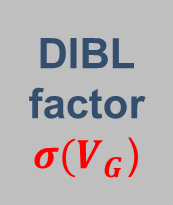 DIBL
factor
σ(V_G)